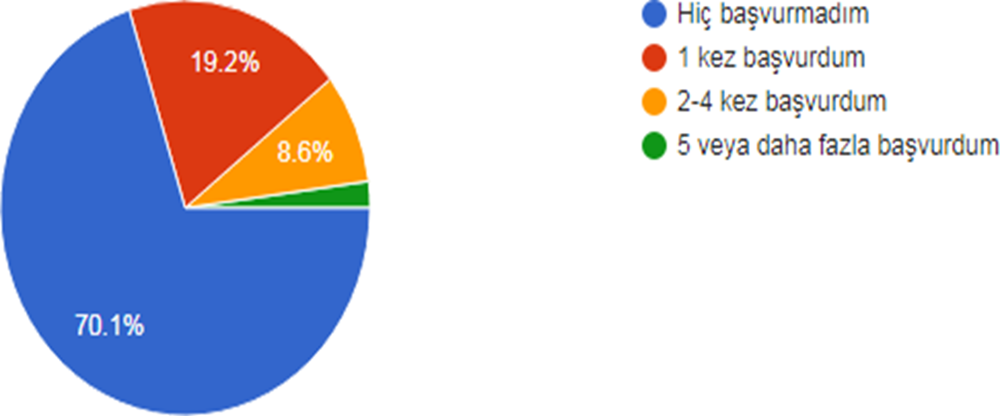 19.2%
8.6%
70.1%
Hiç başvurmadım
1 kez başvurdum
2-4 kez başvurdum
5 veya daha fazla başvurdum